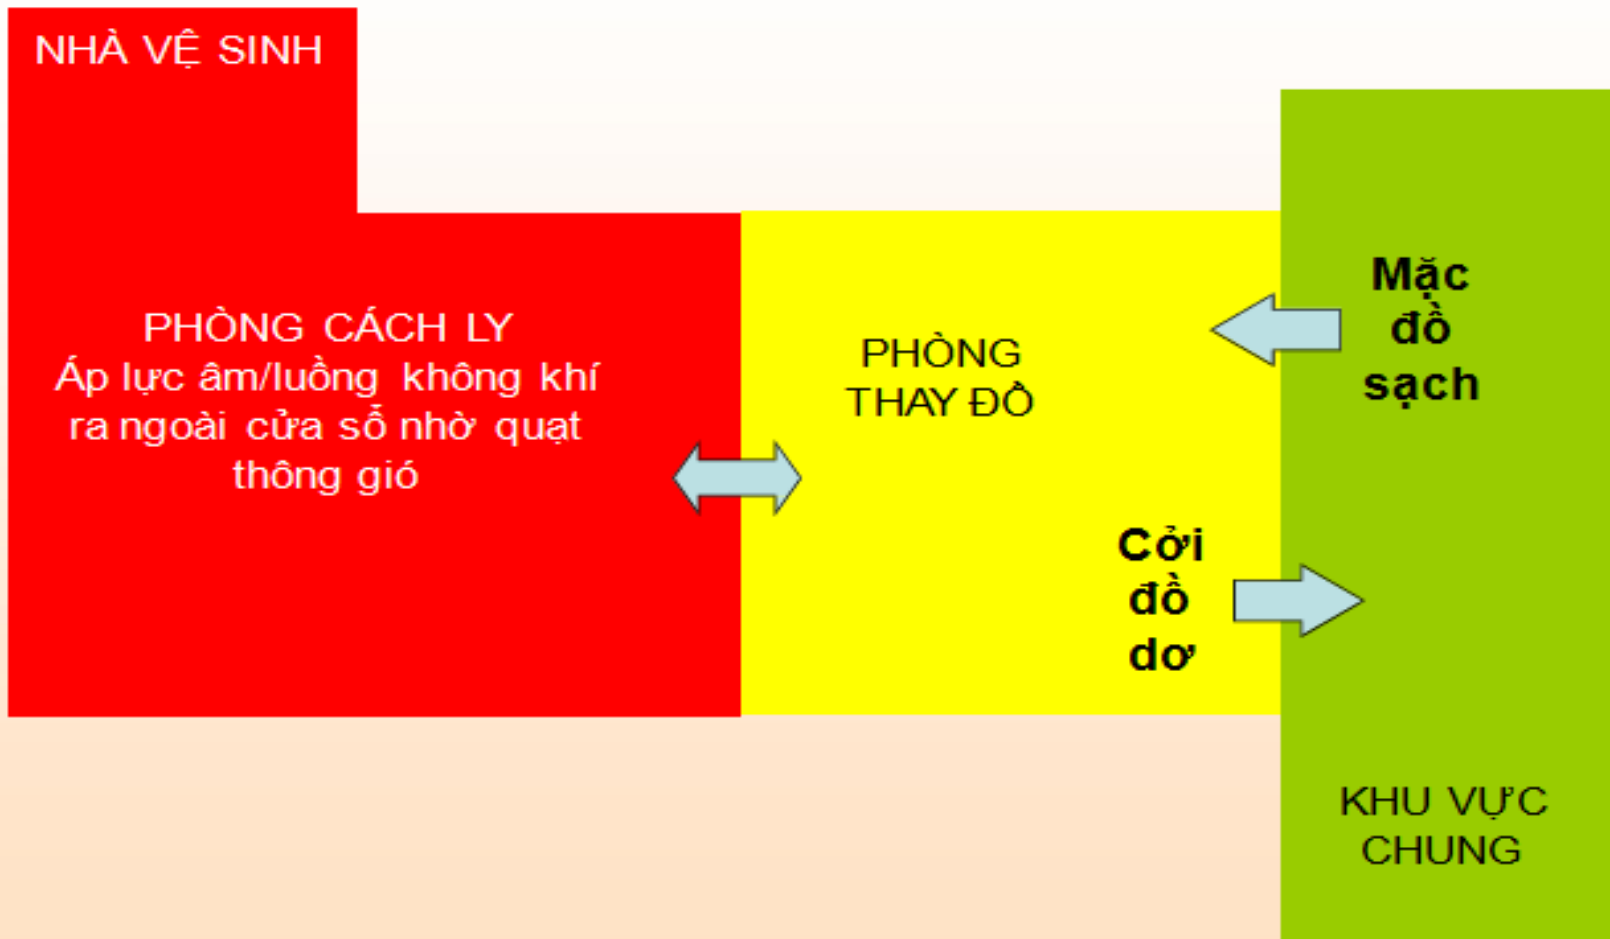 NHÀ VỆ SINH
PHÒNG CÁCH LY
Áp lực âm/luồng không khí
ra ngoài cửa sổ nhờ quạt
thông gió
PHÒNG
THAY ĐỒ
Mặc
đồ
sạch
Cởi
đồ
dơ
KHU VỰC
CHUNG